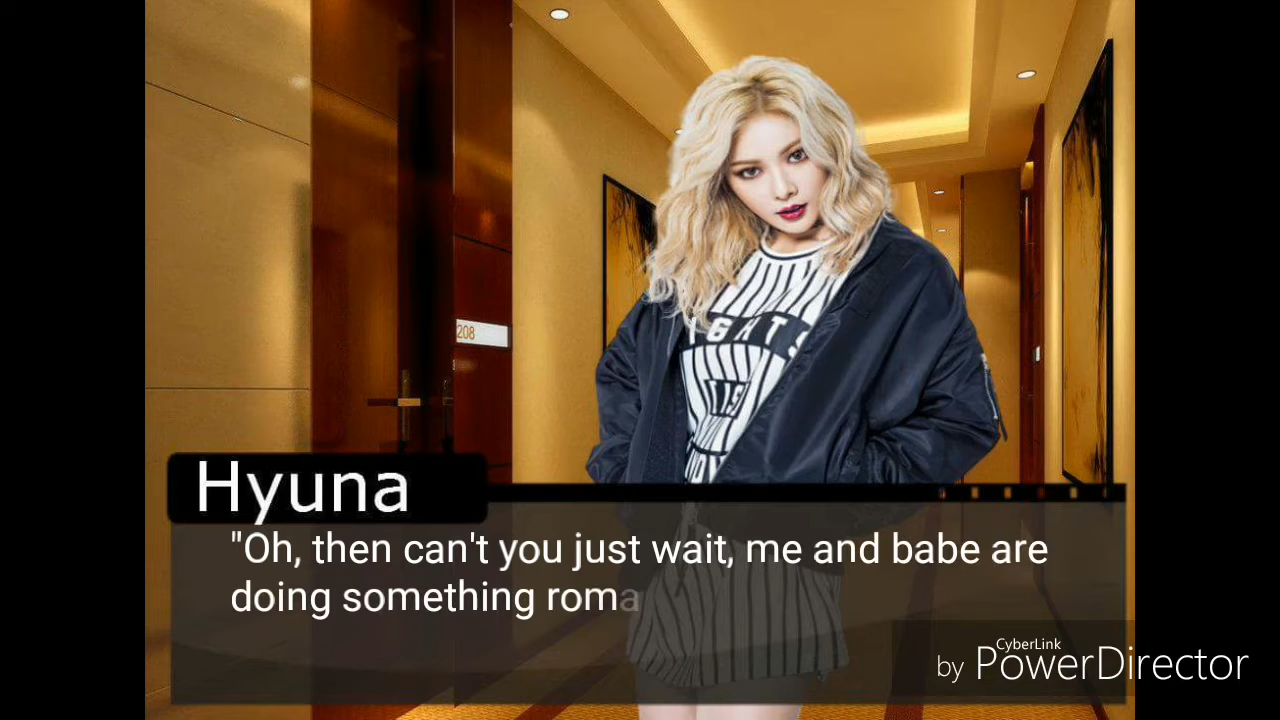 208
Hyuna
"Oh, then can't you just wait, me and babe are
doing something roma
CyberLink
by PowerDirector